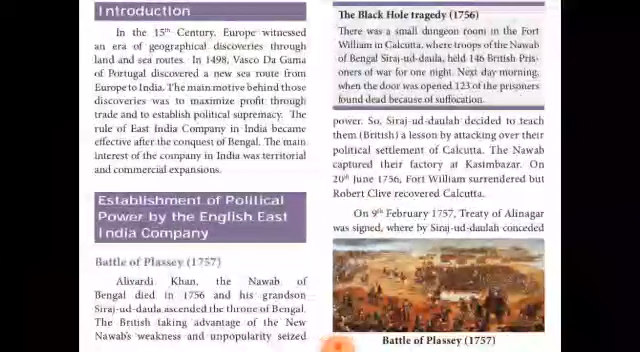 Introduction
In the 15th Century, Europe witnessed
an era of geographical discoveries through
land and sea routes. In 1498, Vasco Da Gama
of Portugal discovered a new sea route from
Europe to India. The main motive behind those
discoveries was to maximize profit through
trade and to establish political supremacy. The
rule of East India Company in India became
effective after the conquest of Bengal. The main
interest of the company in India was territorial
and commercial expansions.
Establishment of Political
Power by the English East
India Company
Battle of Plassey (1757)
Alivardi Khan, the Nawab of
Bengal died in 1756 and his grandson
Siraj-ud-daula ascended the throne of Bengal.
The British taking advantage of the New
Nawab's weakness and unpopularity seized
The Black Hole tragedy (1756)
There was a small dungeon room in the Fort
William in Calcutta, where troops of the Nawab
of Bengal Siraj-ud-daula, held 146 British Pris-
oners of war for one night. Next day morning,
when the door was opened 123 of the prisoners
found dead because of suffocation.
power. So, Siraj-ud-daulah decided to teach
them (British) a lesson by attacking over their
political settlement of Calcutta. The Nawab
captured their factory at Kasimbazar. On
20th June 1756, Fort William surrendered but
Robert Clive recovered Calcutta.
On 9th February 1757, Treaty of Alinagar
was signed, where by Siraj-ud-daulah conceded
Battle of Plassey (1757)